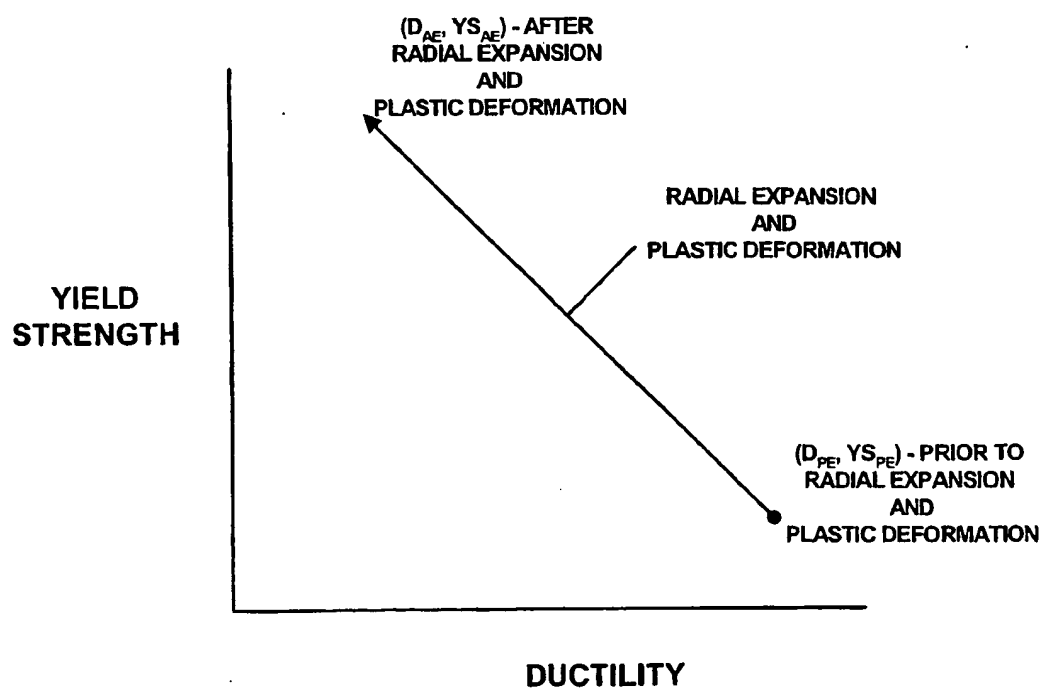 (D_AE, YS_AE) - AFTER
RADIAL EXPANSION
AND
PLASTIC DEFORMATION
RADIAL EXPANSION
AND
PLASTIC DEFORMATION
YIELD
STRENGTH
(D_PE, YS_PE) - PRIOR TO
RADIAL EXPANSION
AND
PLASTIC DEFORMATION
DUCTILITY